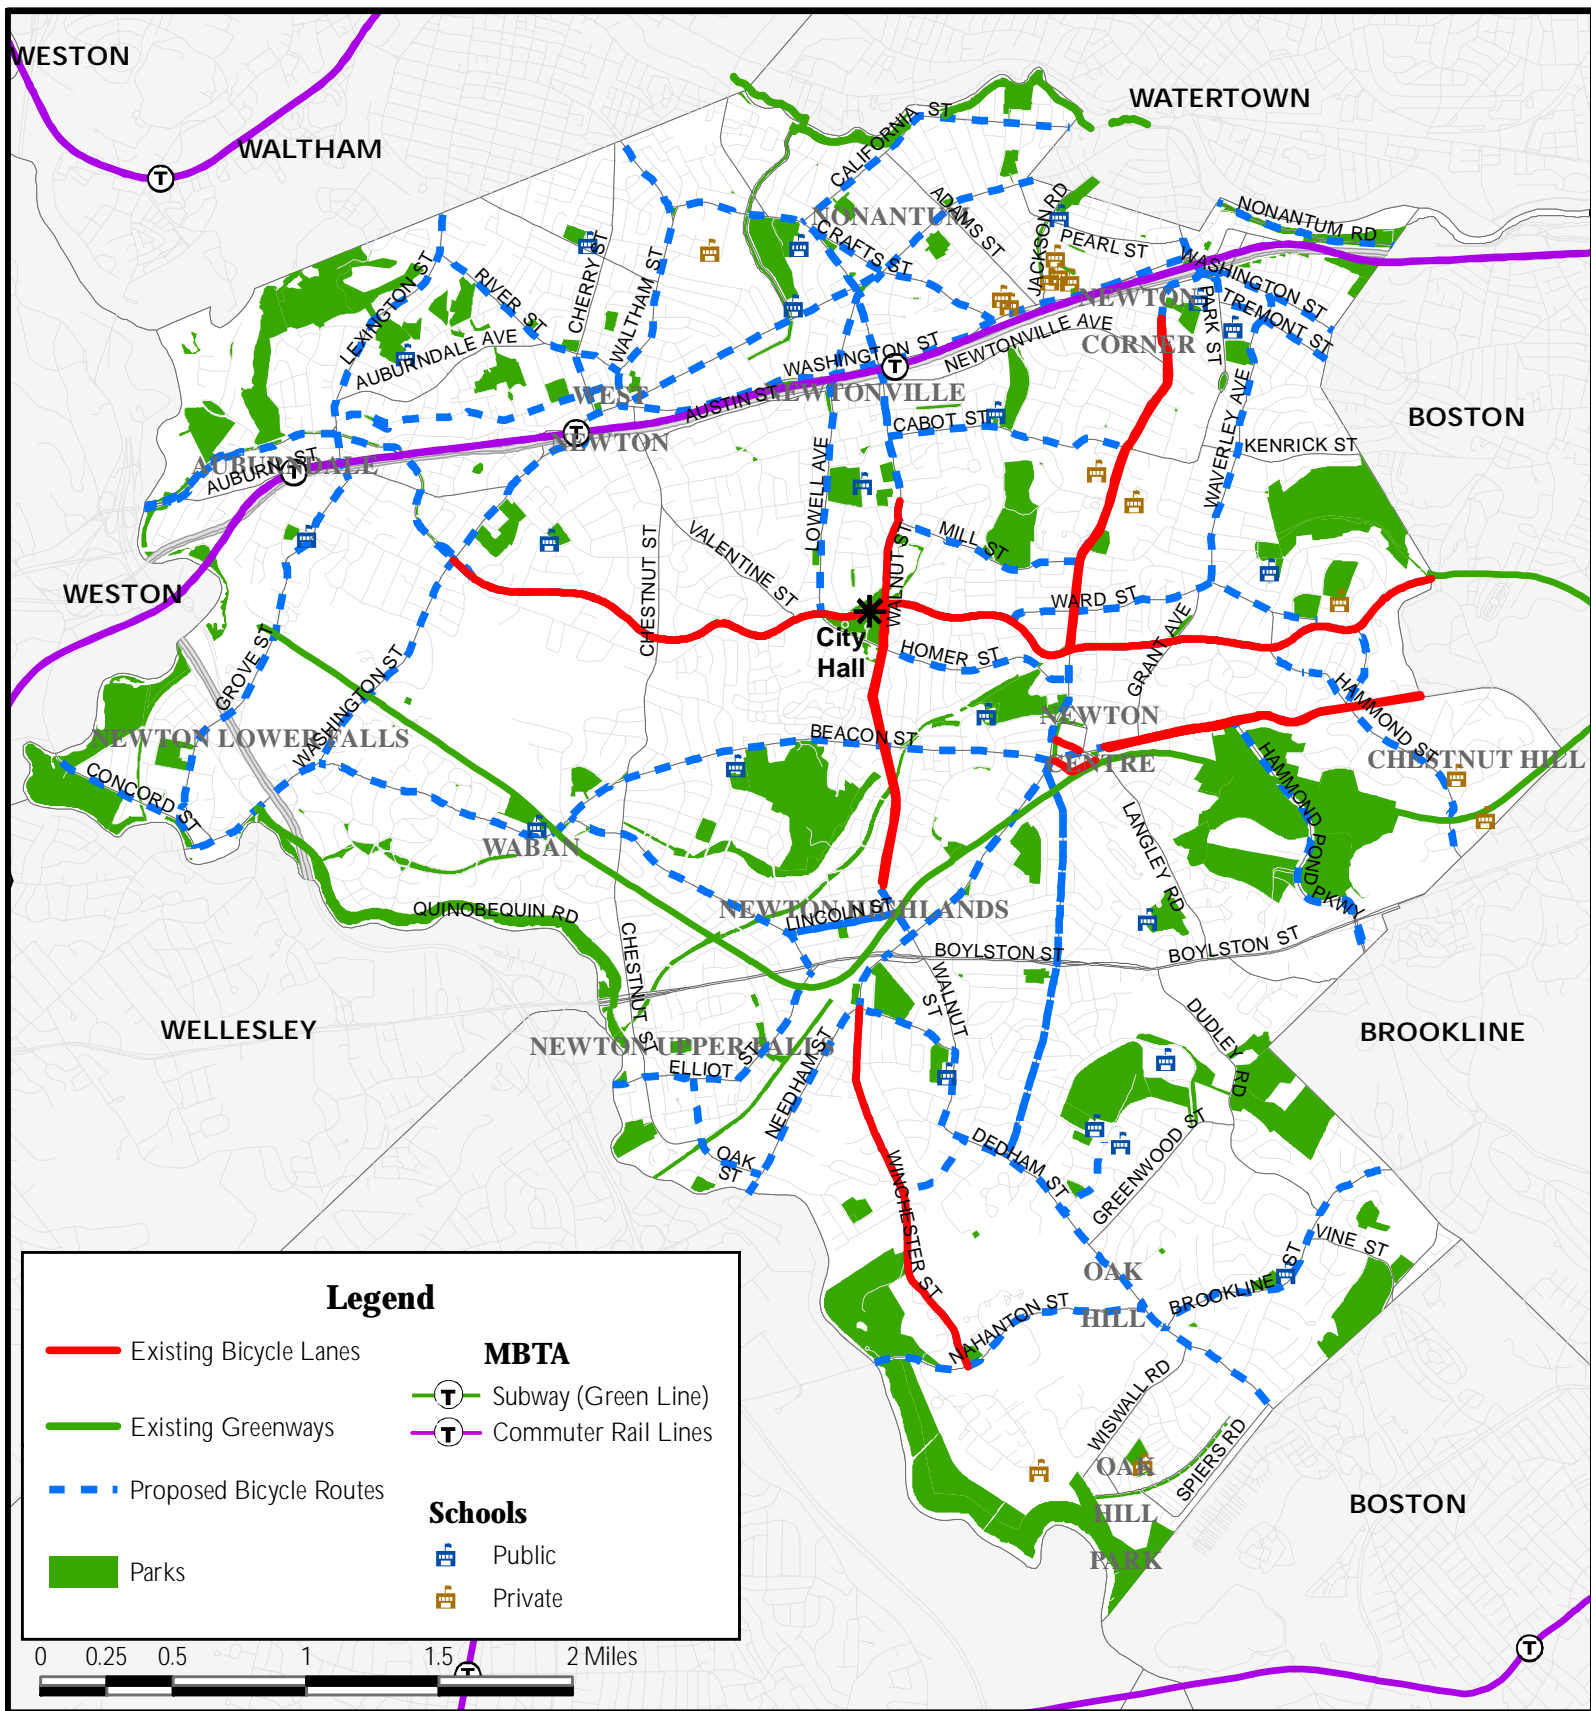 WESTON
WALTHAM
WATERTOWN
CALIFORNIA ST
NONANTUM
ADAMS ST
JACKSON RD
NONANTUM RD
CRAFTS ST
PEARL ST
CHERRY ST
WALTHAM ST
LEXINGTON ST
RIVER ST
WASHINGTON ST
TREMONT ST
PARK ST
NEWTON
CORNER
AUBURNDALE AVE
WASHINGTON ST
NEWTONVILLE AVE
T
T
WEST
NEWTON
AUSTIN ST
NEWTONVILLE
CABOT ST
WAVERLEY AVE
BOSTON
KENRICK ST
T
AUBURNDALE
AUBURN ST
T
LOWELL AVE
MILL ST
VALENTINE ST
CHESTNUT ST
WALNUT ST
WESTON
WARD ST
GRANT AVE
City
Hall
HOMER ST
GROVE ST
WASHINGTON ST
HAMMOND ST
NEWTON
CENTRE
BEACON ST
NEWTON LOWER FALLS
CHESTNUT HILL
CONCORD ST
HAMMOND POND PKWY
LANGLEY RD
WABAN
QUINOBEQUIN RD
NEWTON HIGHLANDS
LINCOLN ST
CHESTNUT ST
BOYLSTON ST
BOYLSTON ST
WALNUT
ST
WELLESLEY
DUDLEY RD
BROOKLINE
NEWTON UPPER FALLS
ELLIOT ST
NEEDHAM ST
OAK
ST
DEDHAM ST
GREENWOOD ST
WINCHESTER ST
VINE ST
OAK
HILL
BROOKLINE ST
NAHANTON ST
WISWALL RD
SPIERS RD
OAK
HILL
PARK
BOSTON
Legend
Existing Bicycle Lanes
MBTA
T
Subway (Green Line)
Existing Greenways
T
Commuter Rail Lines
Proposed Bicycle Routes
Schools
Public
Parks
Private
0 0.25 0.5 1 1.5 2 Miles
T
T